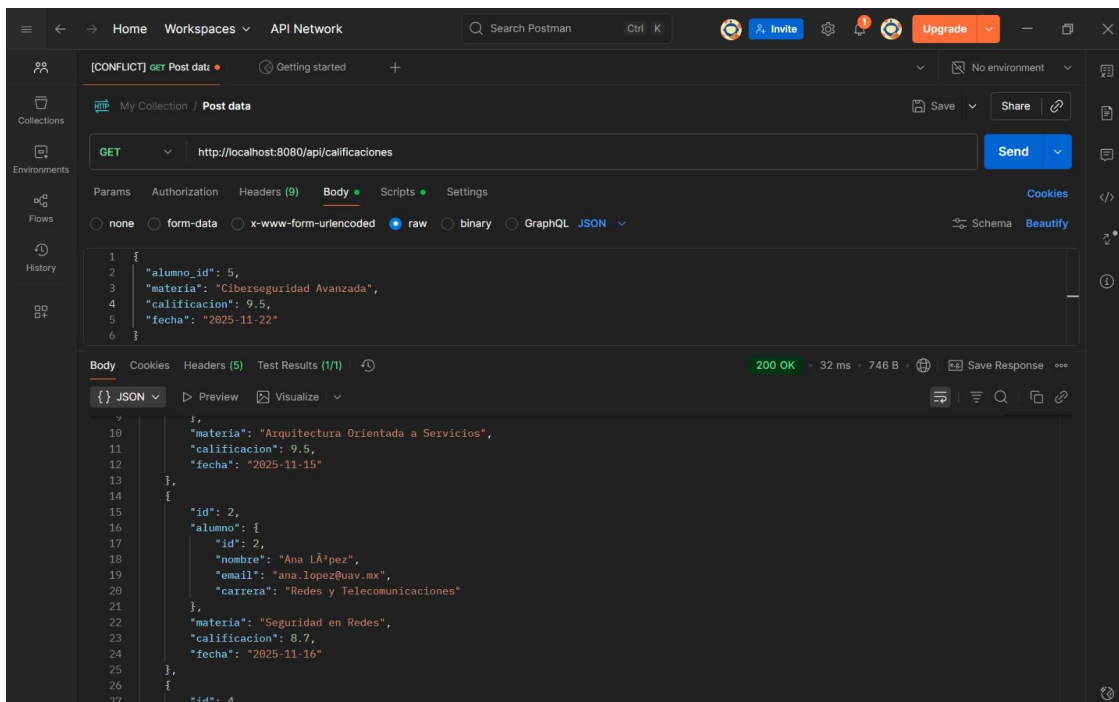 Home Workspaces API Network Search Postman Ctrl K 1 Invite Upgrade
[CONFLICT] GET Post data Getting started No environment
HTTP My Collection / Post data Save Share
Collections
Environments
Flows
History
GET http://localhost:8080/api/calificaciones Send
Params Authorization Headers (9) Body Scripts Settings Cookies
none form-data x-www-form-urlencoded raw binary GraphQL JSON Schema Beautify
1 {
2 "alumno_id": 5,
3 "materia": "Ciberseguridad Avanzada",
4 "calificacion": 9.5,
5 "fecha": "2025-11-22"
6 }
Body Cookies Headers (5) Test Results (1/1) 200 OK 32 ms 746 B e.g. Save Response
{} JSON Preview Visualize
9 },
10 "materia": "Arquitectura Orientada a Servicios",
11 "calificacion": 9.5,
12 "fecha": "2025-11-15"
13 },
14 {
15 "id": 2,
16 "alumno": {
17 "id": 2,
18 "nombre": "Ana LÃ³pez",
19 "email": "ana.lopez@uav.mx",
20 "carrera": "Redes y Telecomunicaciones"
21 },
22 "materia": "Seguridad en Redes",
23 "calificacion": 8.7,
24 "fecha": "2025-11-16"
25 },
26 {
27 "id": 4